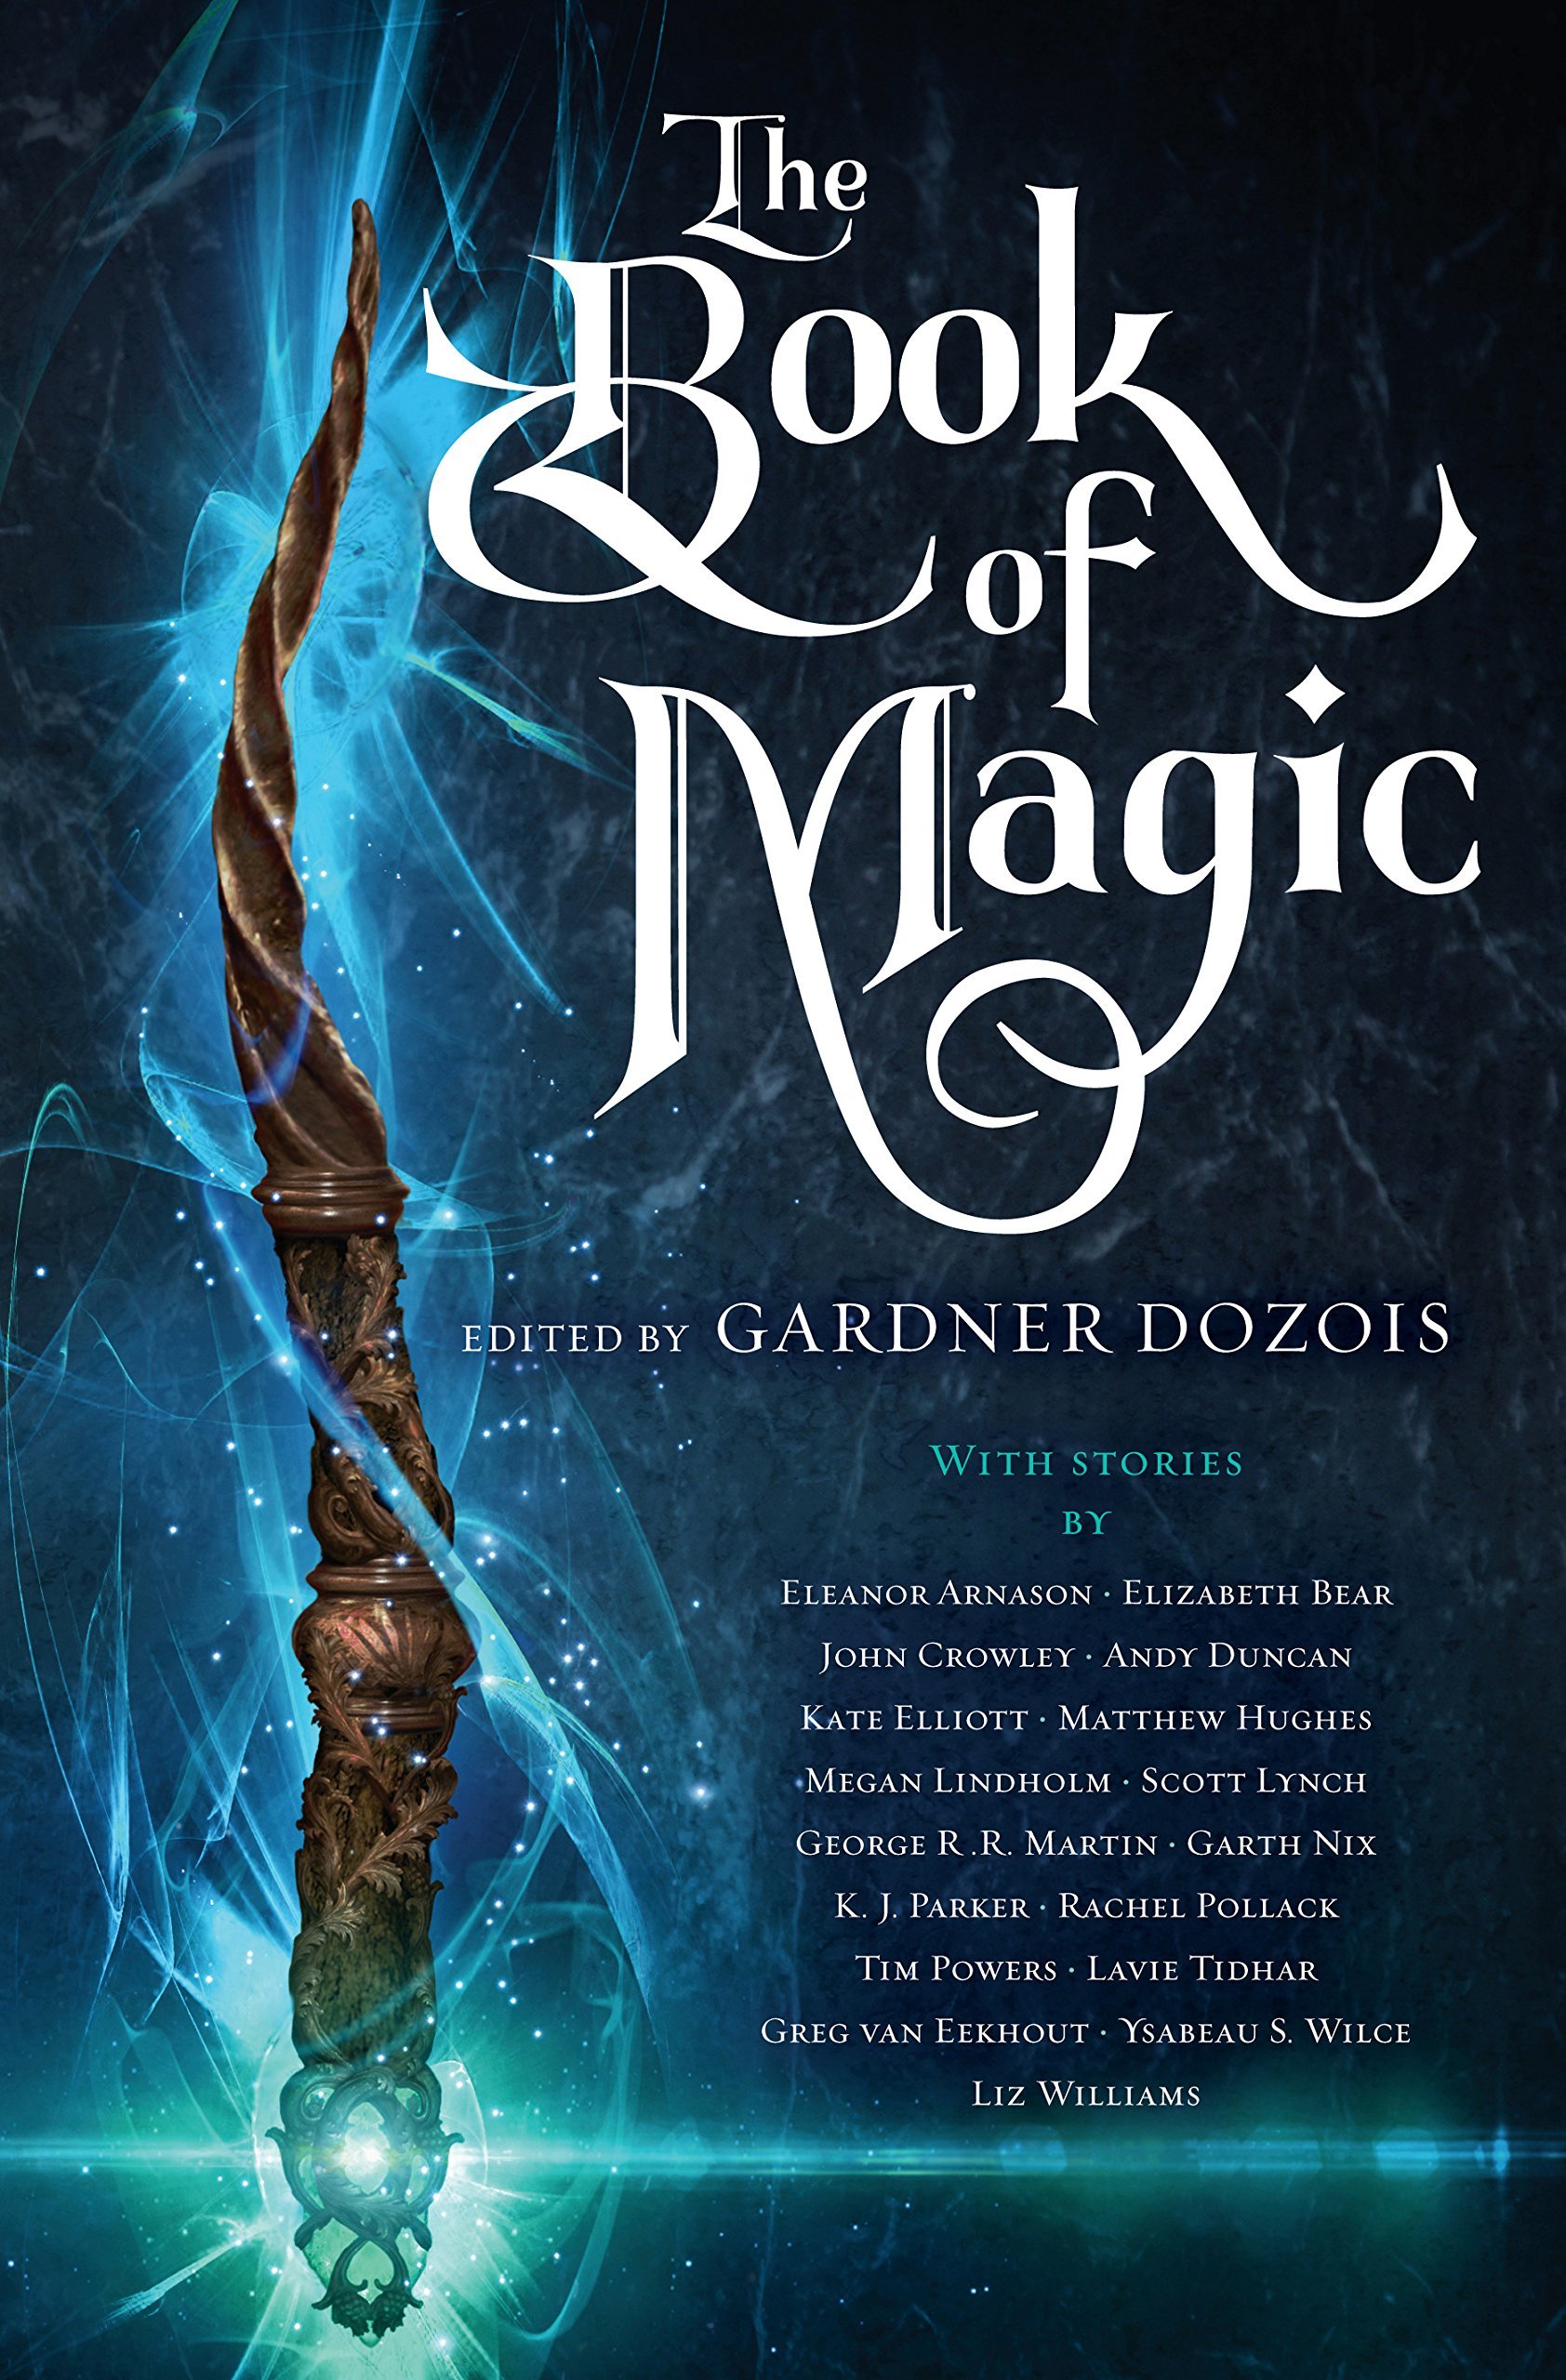 The
Book
of
Magic
EDITED BY GARDNER DOZOIS
WITH STORIES
BY
ELEANOR ARNASON · ELIZABETH BEAR
JOHN CROWLEY · ANDY DUNCAN
KATE ELLIOTT · MATTHEW HUGHES
MEGAN LINDHOLM · SCOTT LYNCH
GEORGE R .R. MARTIN · GARTH NIX
K. J. PARKER · RACHEL POLLACK
TIM POWERS · LAVIE TIDHAR
GREG VAN EEKHOUT · YSABEAU S. WILCE
LIZ WILLIAMS